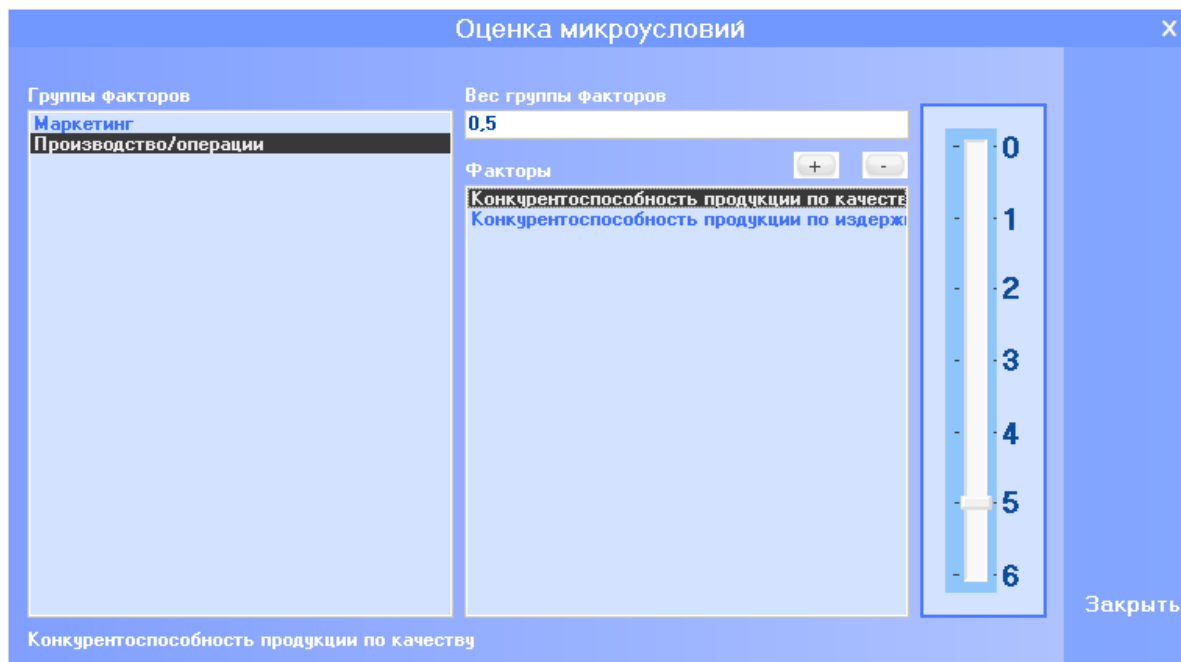 Оценка микроусловий
X
Группы факторов
Вес группы факторов
Маркетинг
0,5
Производство/операции
Факторы
+
-
Конкурентоспособность продукции по качеств
Конкурентоспособность продукции по издерж
0
1
2
3
4
5
6
Закрыть
Конкурентоспособность продукции по качеству